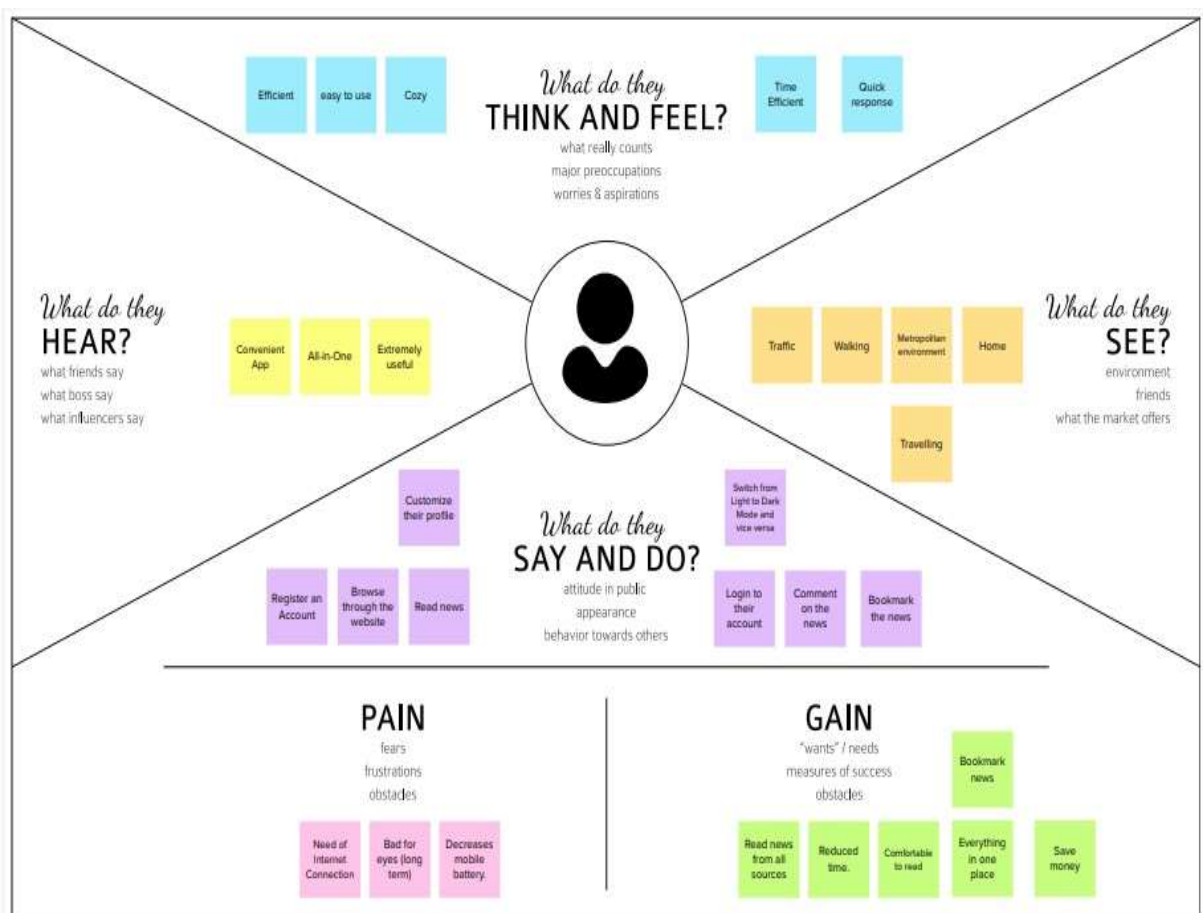 What do they
THINK AND FEEL?
what really counts
major preoccupations
worries & aspirations
Efficient
easy to use
Cozy
Time
Efficient
Quick
response
What do they
HEAR?
what friends say
what boss say
what influencers say
Convenient
App
All-in-One
Extremely
useful
What do they
SEE?
environment
friends
what the market offers
Traffic
Walking
Metropolitan
environment
Home
Travelling
What do they
SAY AND DO?
attitude in public
appearance
behavior towards others
Customize
their profile
Register an
Account
Browse
through the
website
Read news
Switch from
Light to Dark
Mode and
vice versa
Login to
their
account
Comment
on the
news
Bookmark
the news
PAIN
fears
frustrations
obstacles
Need of
Internet
Connection
Bad for
eyes (long
term)
Decreases
mobile
battery.
GAIN
"wants" / needs
measures of success
obstacles
Bookmark
news
Read news
from all
sources
Reduced
time.
Comfortable
to read
Everything
in one
place
Save
money